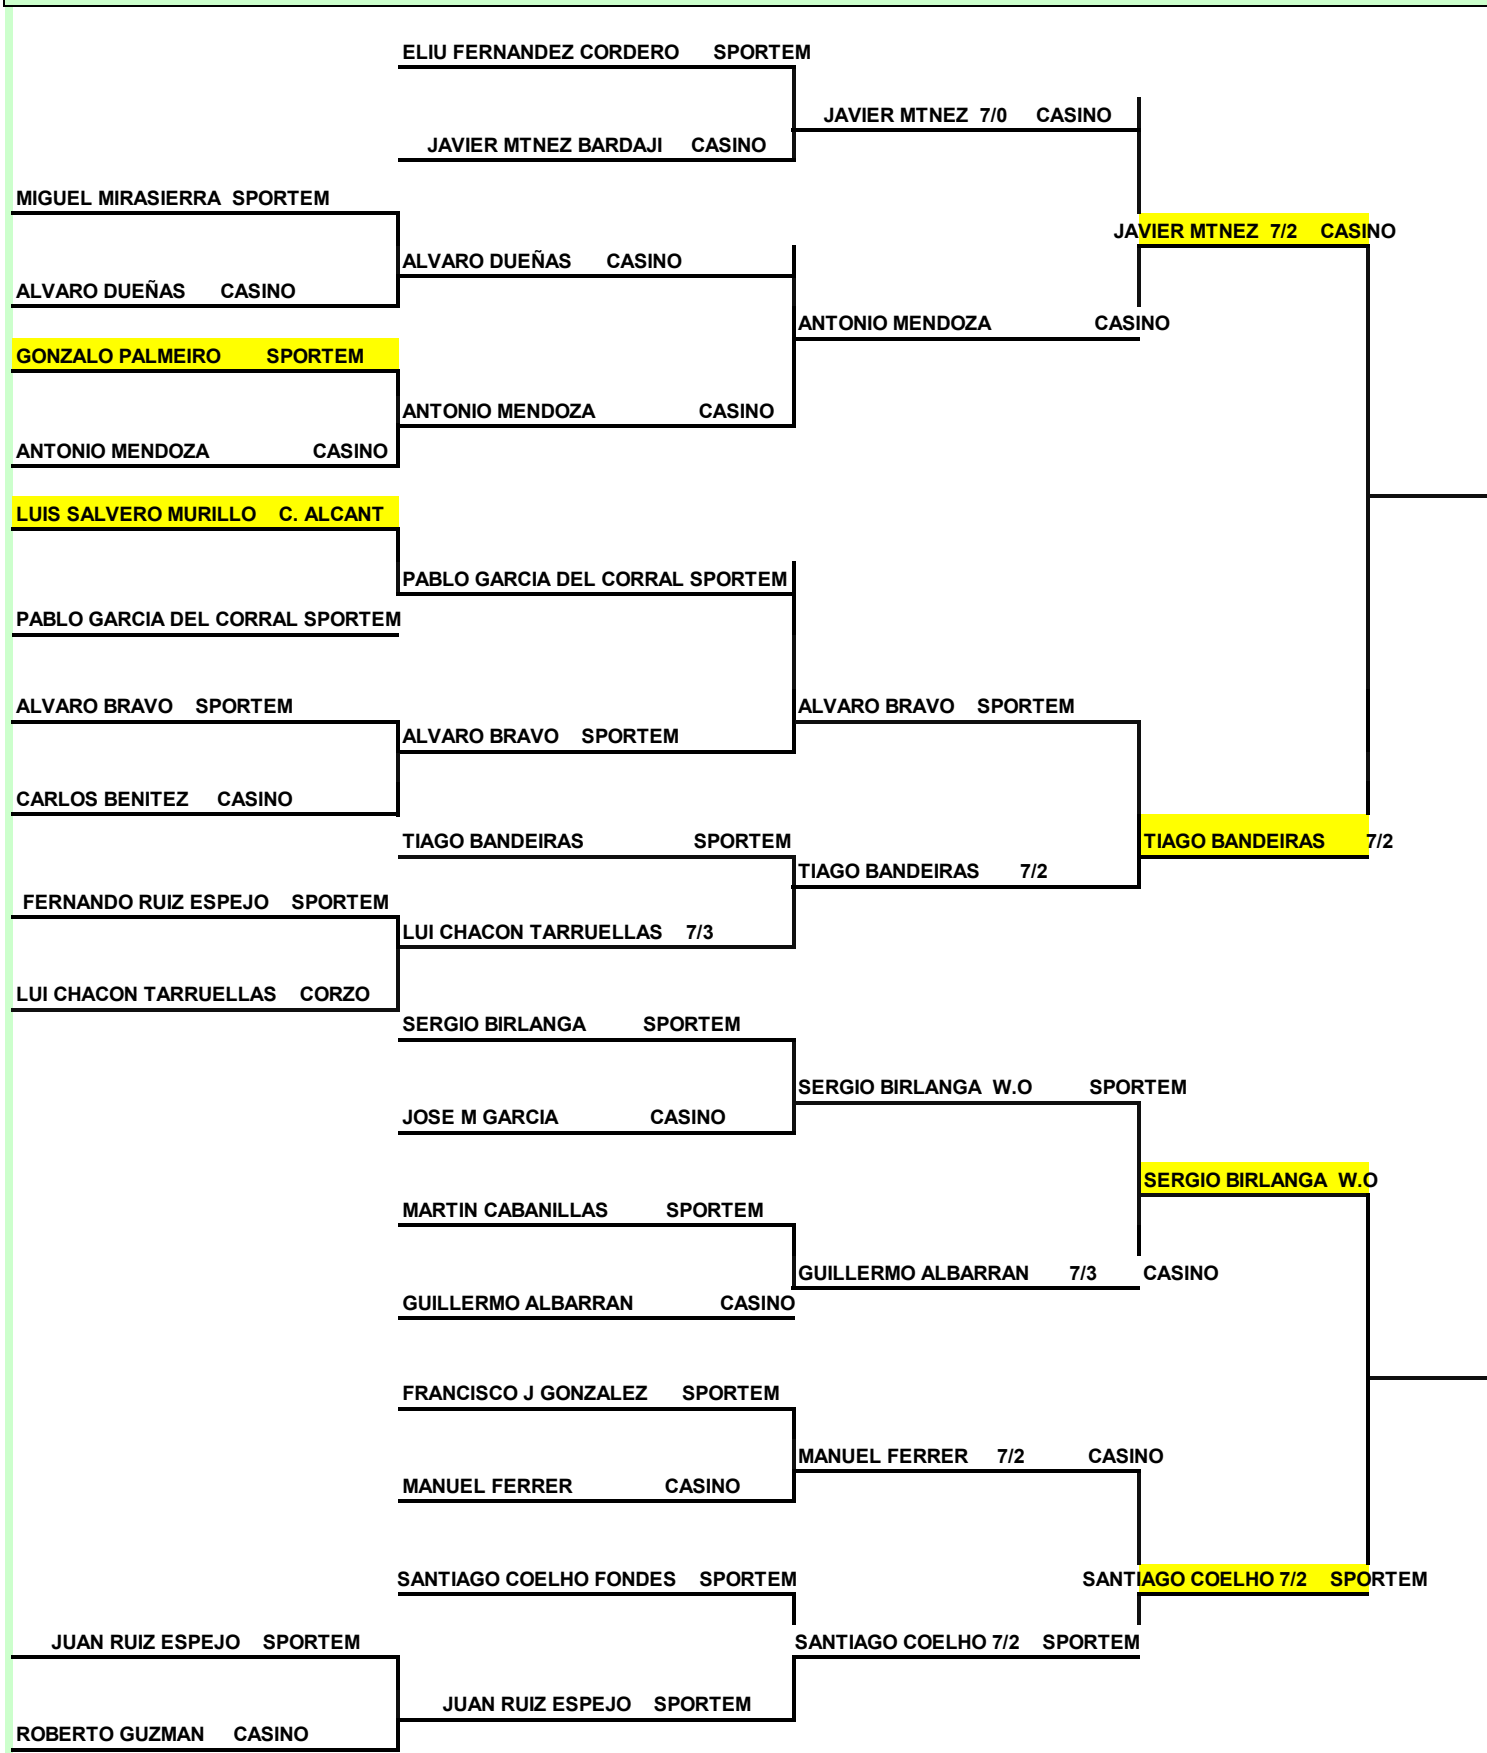 ELIU FERNANDEZ CORDERO SPORTEM
JAVIER MTNEZ 7/0 CASINO
JAVIER MTNEZ BARDAJI CASINO
MIGUEL MIRASIERRA SPORTEM
JAVIER MTNEZ 7/2 CASINO
ALVARO DUEÑAS CASINO
ALVARO DUEÑAS CASINO
ANTONIO MENDOZA CASINO
GONZALO PALMEIRO SPORTEM
ANTONIO MENDOZA CASINO
ANTONIO MENDOZA CASINO
LUIS SALVERO MURILLO C. ALCANT
PABLO GARCIA DEL CORRAL SPORTEM
PABLO GARCIA DEL CORRAL SPORTEM
ALVARO BRAVO SPORTEM
ALVARO BRAVO SPORTEM
ALVARO BRAVO SPORTEM
CARLOS BENITEZ CASINO
TIAGO BANDEIRAS SPORTEM
TIAGO BANDEIRAS 7/2
TIAGO BANDEIRAS 7/2
FERNANDO RUIZ ESPEJO SPORTEM
LUI CHACON TARRUELLAS 7/3
LUI CHACON TARRUELLAS CORZO
SERGIO BIRLANGA SPORTEM
SERGIO BIRLANGA W.O SPORTEM
JOSE M GARCIA CASINO
SERGIO BIRLANGA W.O
MARTIN CABANILLAS SPORTEM
GUILLERMO ALBARRAN 7/3 CASINO
GUILLERMO ALBARRAN CASINO
FRANCISCO J GONZALEZ SPORTEM
MANUEL FERRER 7/2 CASINO
MANUEL FERRER CASINO
SANTIAGO COELHO FONDES SPORTEM
SANTIAGO COELHO 7/2 SPORTEM
JUAN RUIZ ESPEJO SPORTEM
SANTIAGO COELHO 7/2 SPORTEM
JUAN RUIZ ESPEJO SPORTEM
ROBERTO GUZMAN CASINO